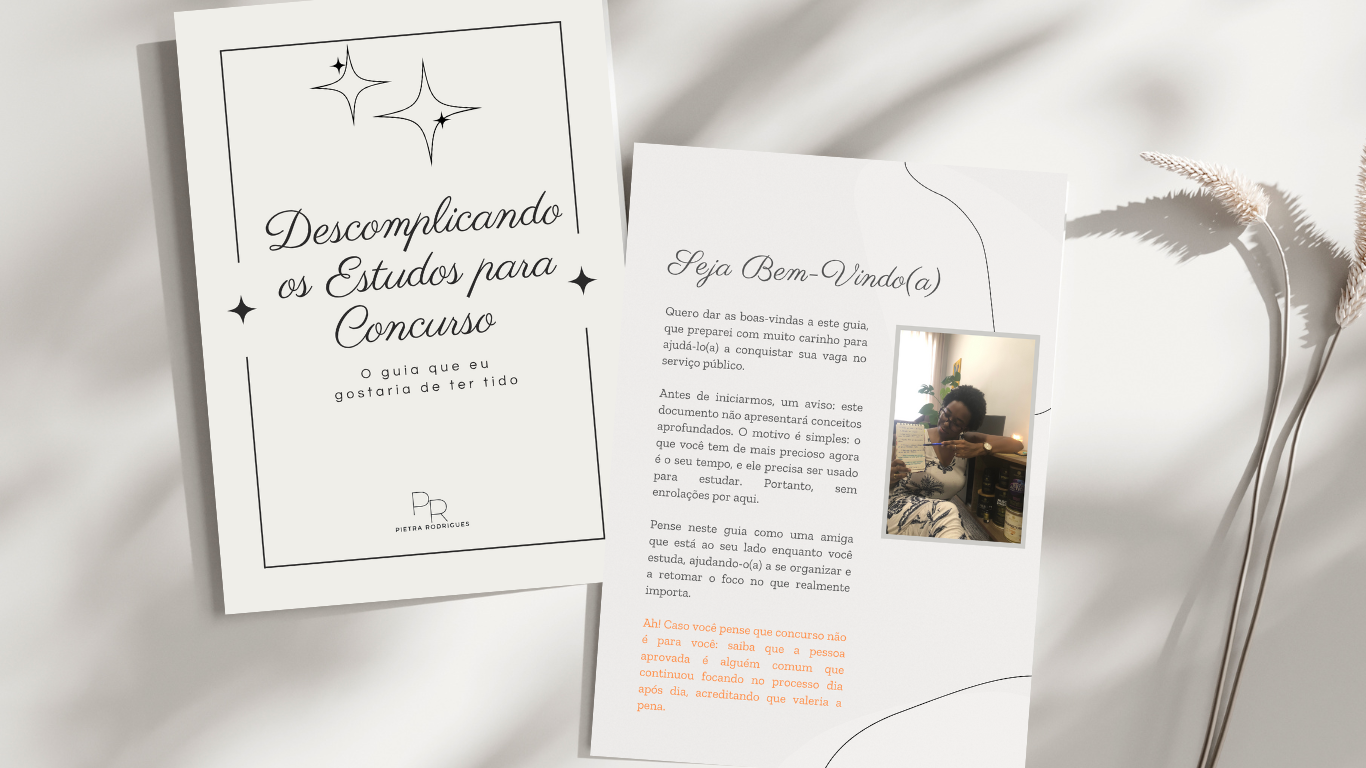 Descomplicando
os Estudos para
Concurso
O guia que eu
gostaria de ter tido
PR
PIETRA RODRIGUES
Seja Bem-Vindo(a)
Quero dar as boas-vindas a este guia,
que preparei com muito carinho para
ajudá-lo(a) a conquistar sua vaga no
serviço público.
Antes de iniciarmos, um aviso: este
documento não apresentará conceitos
aprofundados. O motivo é simples: o
que você tem de mais precioso agora
é o seu tempo, e ele precisa ser usado
para estudar. Portanto, sem
enrolações por aqui.
Pense neste guia como uma amiga
que está ao seu lado enquanto você
estuda, ajudando-o(a) a se organizar e
a retomar o foco no que realmente
importa.
Ah! Caso você pense que concurso não
é para você: saiba que a pessoa
aprovada é alguém comum que
continuou focando no processo dia
após dia, acreditando que valeria a
pena.